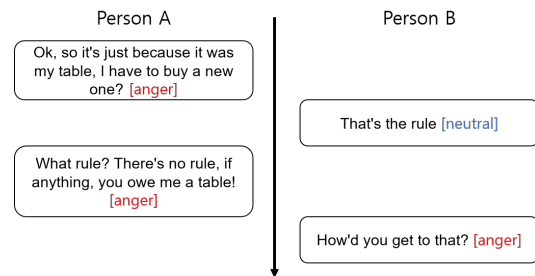 Person A
Person B
Ok, so it's just because it was
my table, I have to buy a new
one? [anger]
That's the rule [neutral]
What rule? There's no rule, if
anything, you owe me a table!
[anger]
How'd you get to that? [anger]